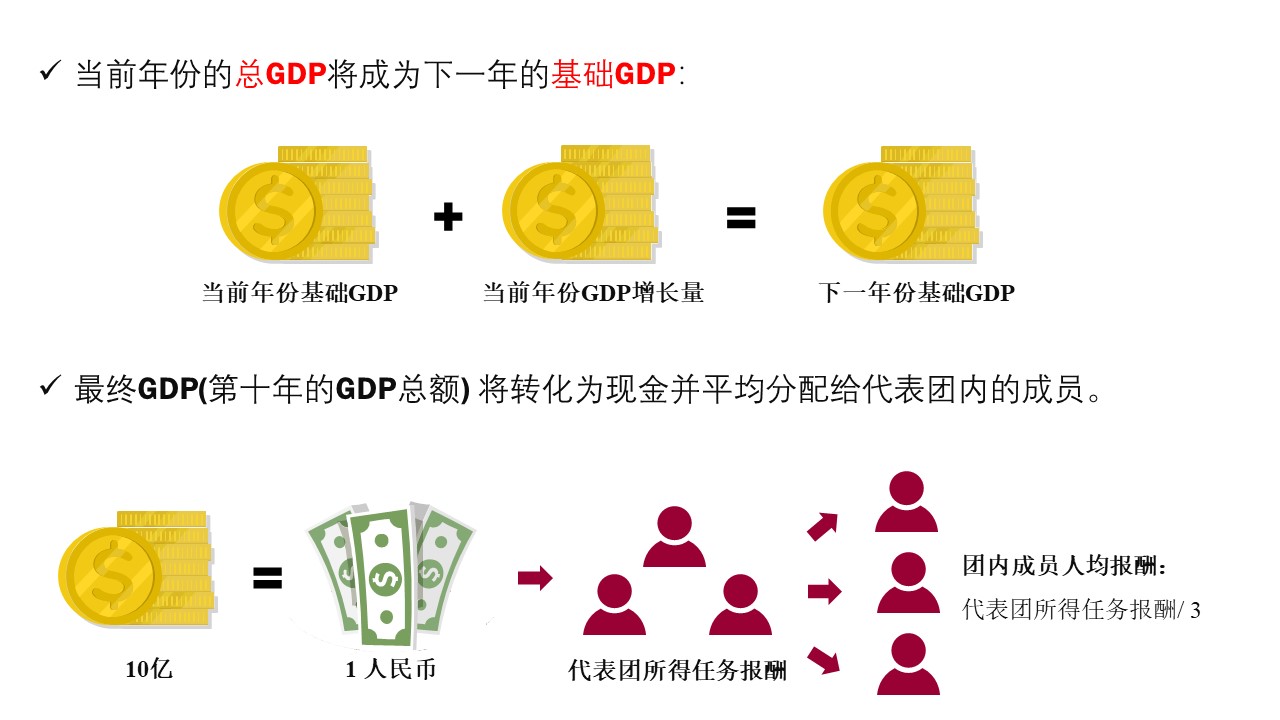 当前年份的总GDP将成为下一年的基础GDP:
当前年份基础GDP
当前年份GDP增长量
下一年份基础GDP
最终GDP(第十年的GDP总额) 将转化为现金并平均分配给代表团内的成员。
10亿
1 人民币
代表团所得任务报酬
团内成员人均报酬：
代表团所得任务报酬/ 3